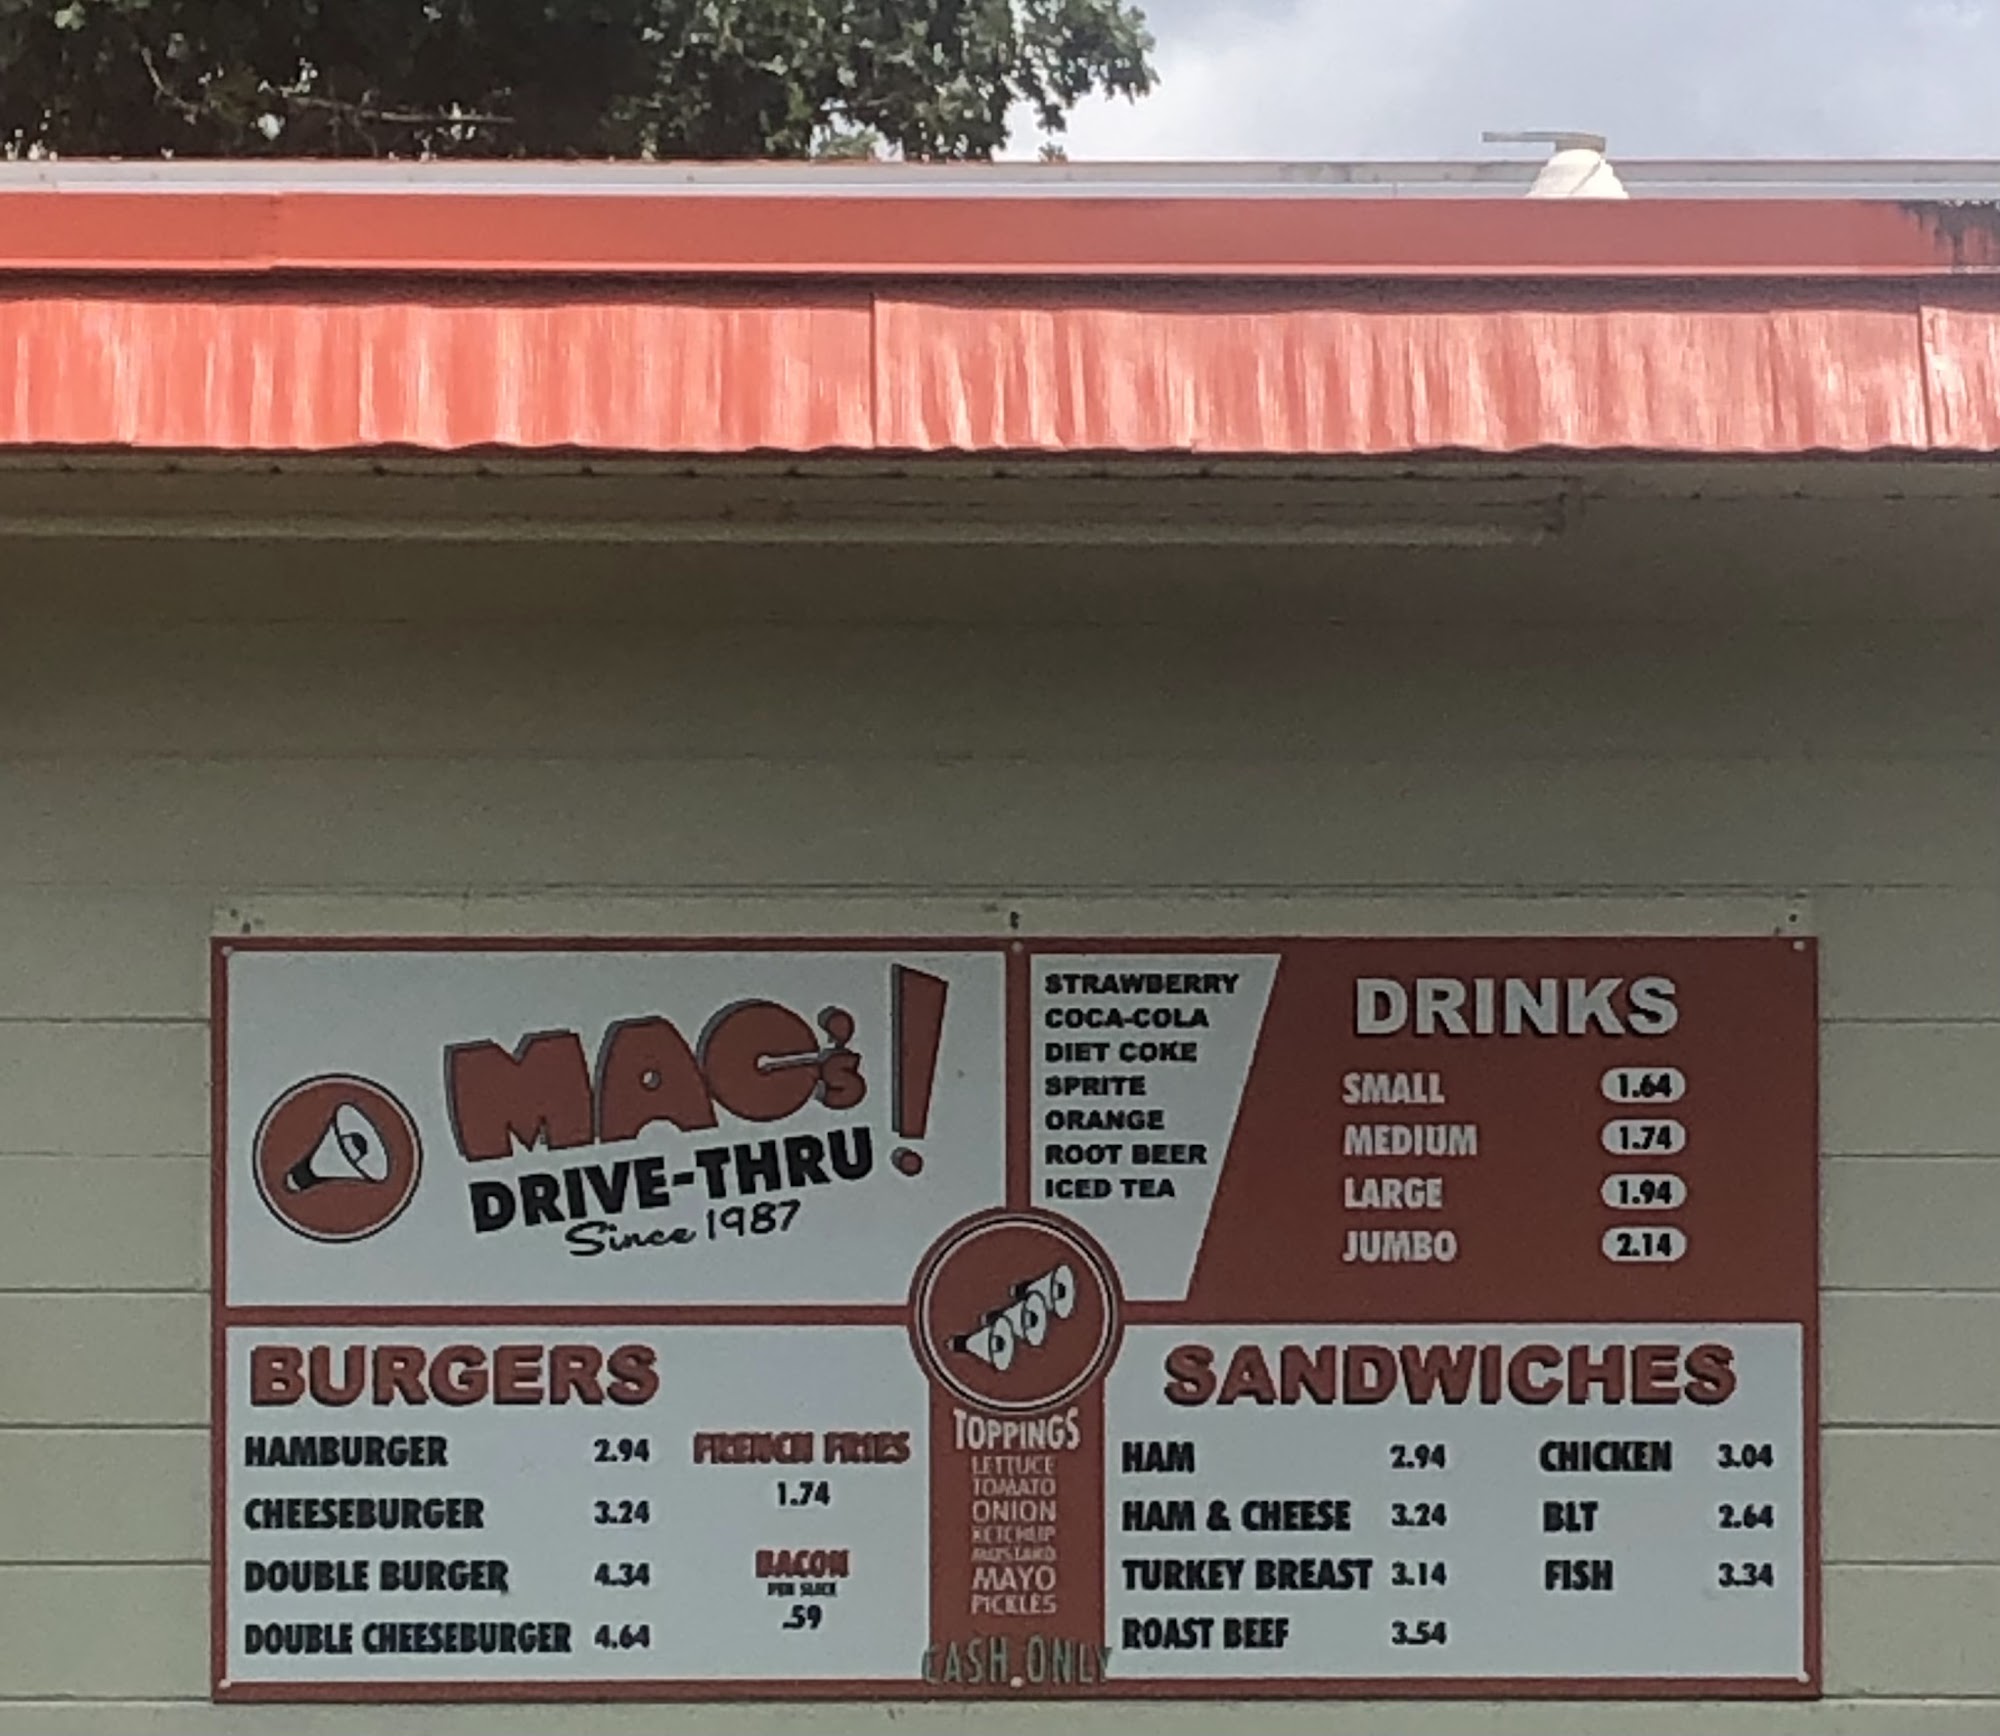 MAC's!
DRIVE-THRU
Since 1987
STRAWBERRY
COCA-COLA
DIET COKE
SPRITE
ORANGE
ROOT BEER
ICED TEA
DRINKS
SMALL 1.64
MEDIUM 1.74
LARGE 1.94
JUMBO 2.14
BURGERS
HAMBURGER 2.94
CHEESEBURGER 3.24
DOUBLE BURGER 4.34
DOUBLE CHEESEBURGER 4.64
FRENCH FRIES
1.74
BACON
PER SLICE
.59
TOPPINGS
LETTUCE
TOMATO
ONION
KETCHUP
MUSTARD
MAYO
PICKLES
CASH ONLY
SANDWICHES
HAM 2.94
HAM & CHEESE 3.24
TURKEY BREAST 3.14
ROAST BEEF 3.54
CHICKEN 3.04
BLT 2.64
FISH 3.34